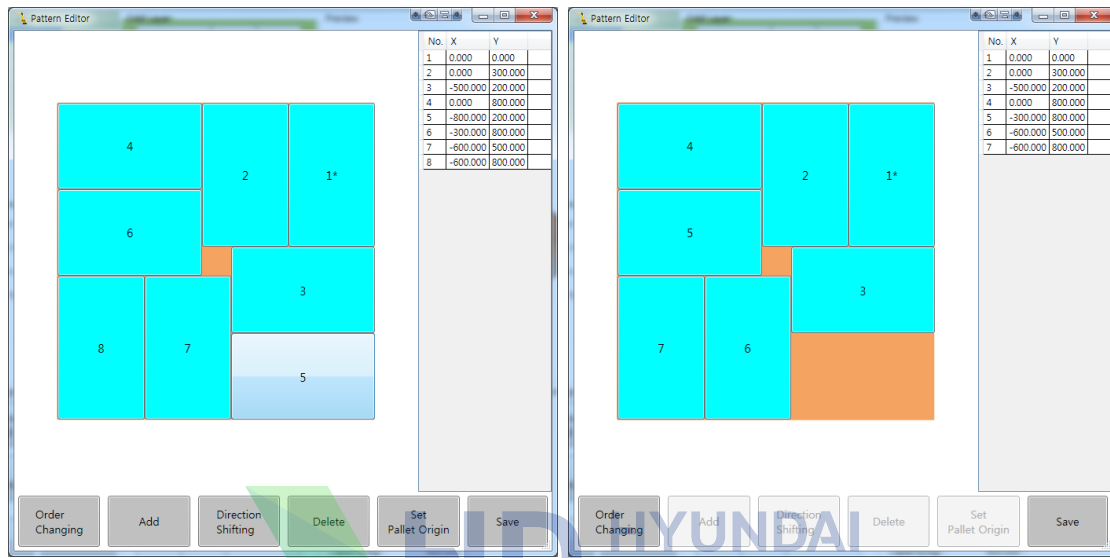 Pattern Editor
No. X Y
1 0.000 0.000
2 0.000 300.000
3 -500.000 200.000
4 0.000 800.000
5 -800.000 200.000
6 -300.000 800.000
7 -600.000 500.000
8 -600.000 800.000
4
2
1*
6
3
8
7
5
Order
Changing
Add
Direction
Shifting
Delete
Set
Pallet Origin
Save
Pattern Editor
No. X Y
1 0.000 0.000
2 0.000 300.000
3 -500.000 200.000
4 0.000 800.000
5 -300.000 800.000
6 -600.000 500.000
7 -600.000 800.000
4
2
1*
5
3
7
6
Order
Changing
Add
Direction
Shifting
Delete
Set
Pallet Origin
Save
HYUNDAI